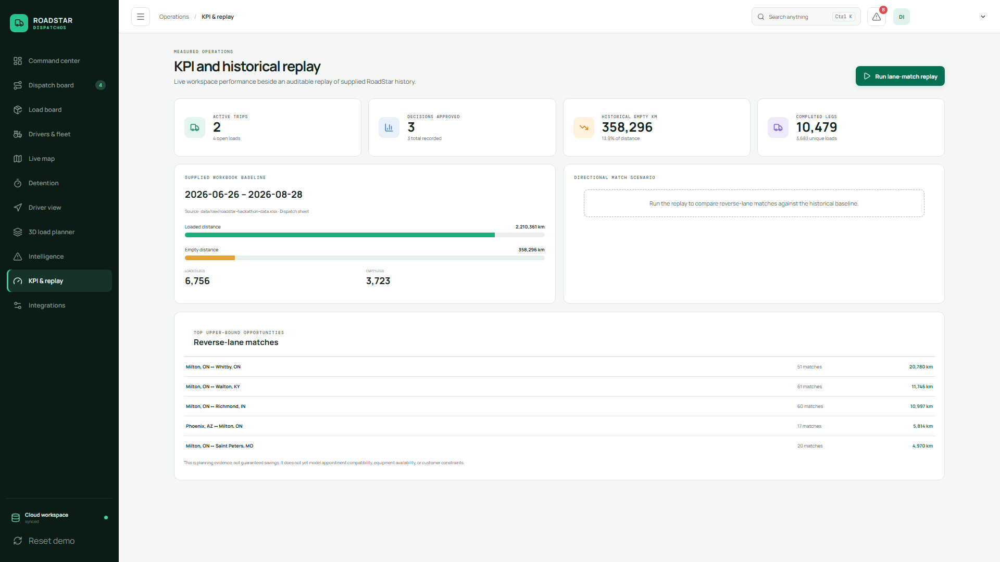 ROADSTAR
DISPATCHOS
Command center
Dispatch board 4
Load board
Drivers & fleet
Live map
Detention
Driver view
3D load planner
Intelligence
KPI & replay
Integrations
Cloud workspace
synced
Reset demo
Operations / KPI & replay
Search anything Ctrl K
8
DI
MEASURED OPERATIONS
KPI and historical replay
Live workspace performance beside an auditable replay of supplied RoadStar history.
Run lane-match replay
ACTIVE TRIPS
2
4 open loads
DECISIONS APPROVED
3
3 total recorded
HISTORICAL EMPTY KM
358,296
13.9% of distance
COMPLETED LEGS
10,479
3,683 unique loads
SUPPLIED WORKBOOK BASELINE
2026-06-26 – 2026-08-28
Source: data/raw/roadstar-hackathon-data.xlsx · Dispatch sheet
Loaded distance 2,210,361 km
Empty distance 358,296 km
LOADED LEGS
6,756
EMPTY LEGS
3,723
DIRECTIONAL MATCH SCENARIO
Run the replay to compare reverse-lane matches against the historical baseline.
TOP UPPER-BOUND OPPORTUNITIES
Reverse-lane matches
Milton, ON ↔ Whitby, ON 51 matches 20,780 km
Milton, ON ↔ Walton, KY 61 matches 11,746 km
Milton, ON ↔ Richmond, IN 60 matches 10,997 km
Phoenix, AZ ↔ Milton, ON 17 matches 5,814 km
Milton, ON ↔ Saint Peters, MO 20 matches 4,970 km
This is planning evidence, not guaranteed savings. It does not yet model appointment compatibility, equipment availability, or customer constraints.